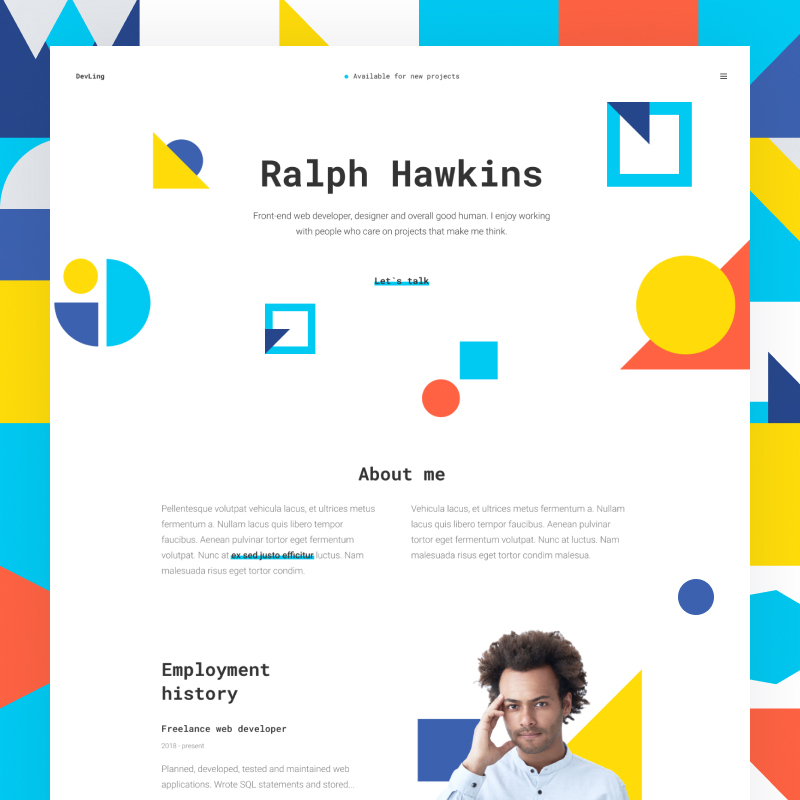 DevLing
Available for new projects
Ralph Hawkins
Front-end web developer, designer and overall good human. I enjoy working
with people who care on projects that make me think.
Let`s talk
About me
Pellentesque volutpat vehicula lacus, et ultrices metus
fermentum a. Nullam lacus quis libero tempor
faucibus. Aenean pulvinar tortor eget fermentum
volutpat. Nunc at ex sed justo efficitur luctus. Nam
malesuada risus eget tortor condim.
Vehicula lacus, et ultrices metus fermentum a. Nullam
lacus quis libero tempor faucibus. Aenean pulvinar
tortor eget fermentum volutpat. Nunc at luctus. Nam
malesuada risus eget tortor condim malesua.
Employment
history
Freelance web developer
2018 - present
Planned, developed, tested and maintained web
applications. Wrote SQL statements and stored...